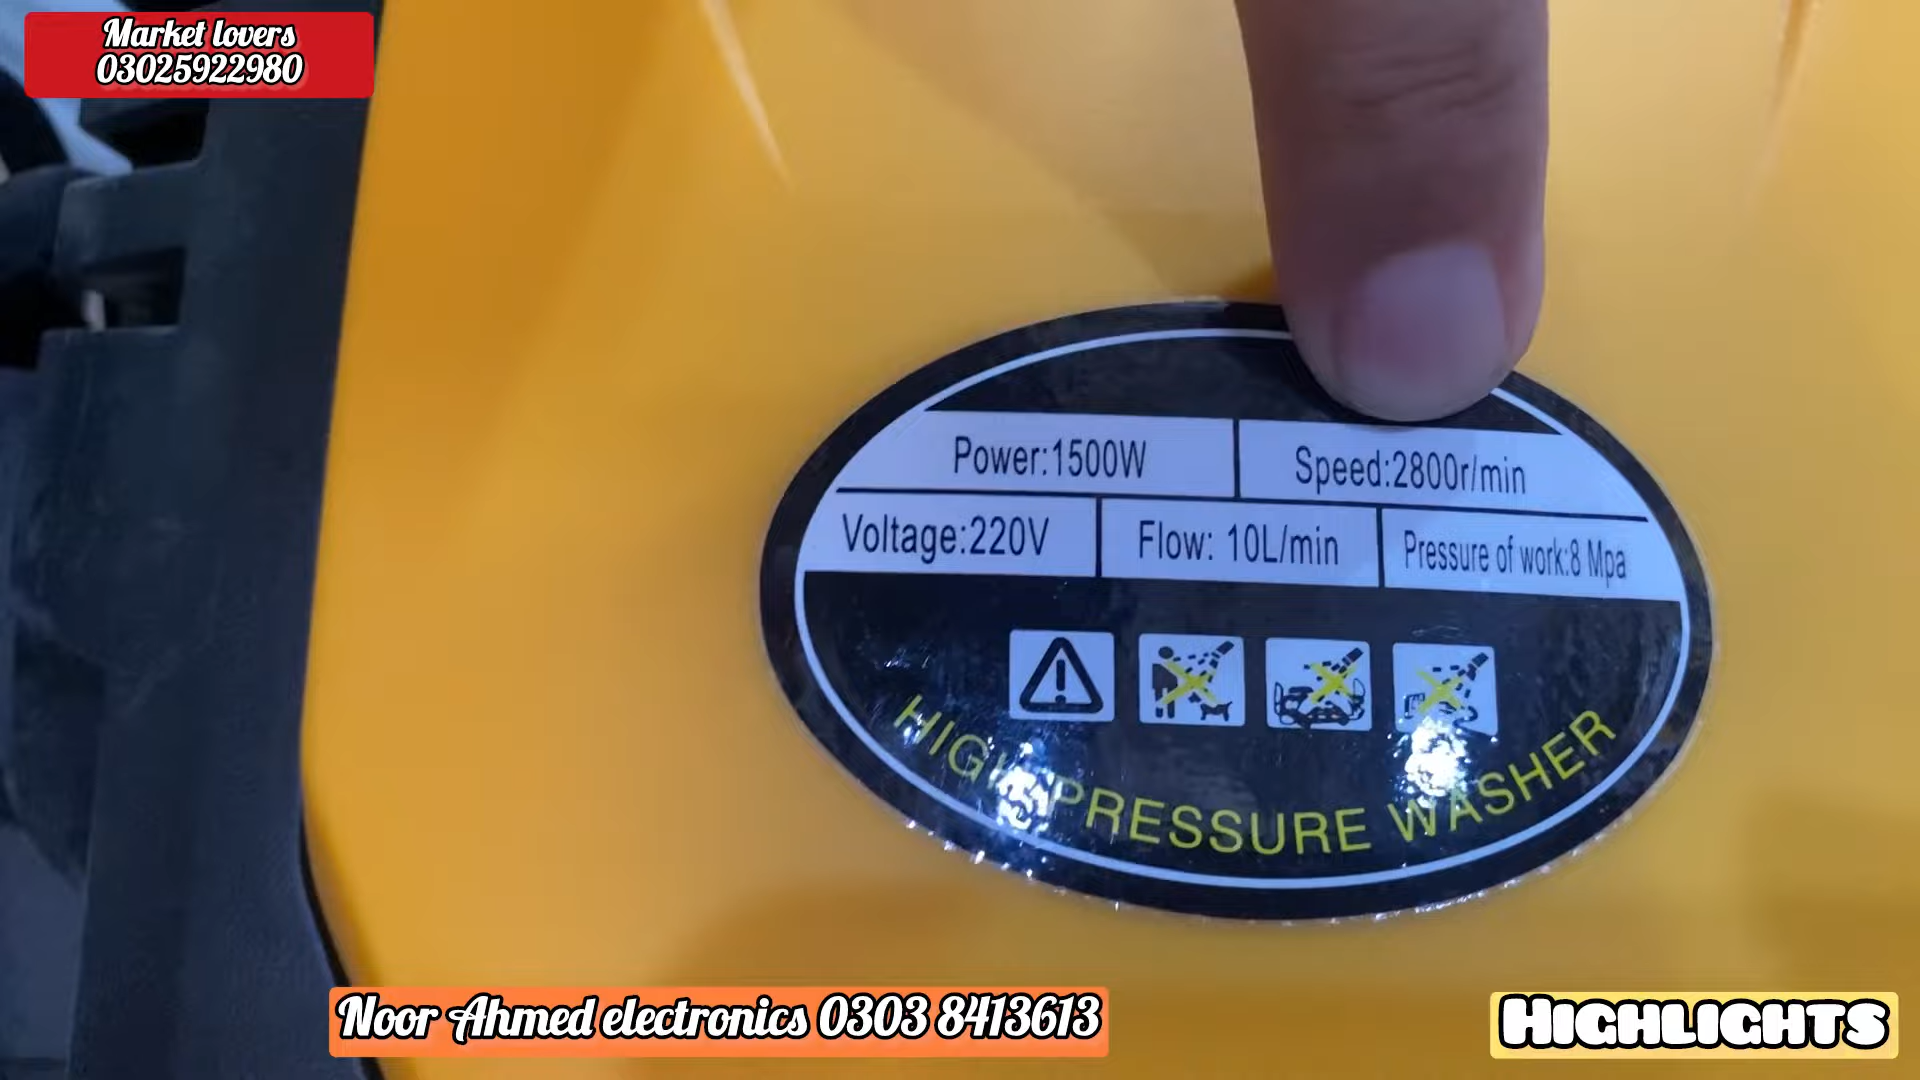 Market lovers
03025922980
Power:1500W
Speed:2800r/min
Voltage:220V
Flow: 10L/min
Pressure of work:8 Mpa
HIGH PRESSURE WASHER
Noor Ahmed electronics 0303 8413613
HIGHLIGHTS